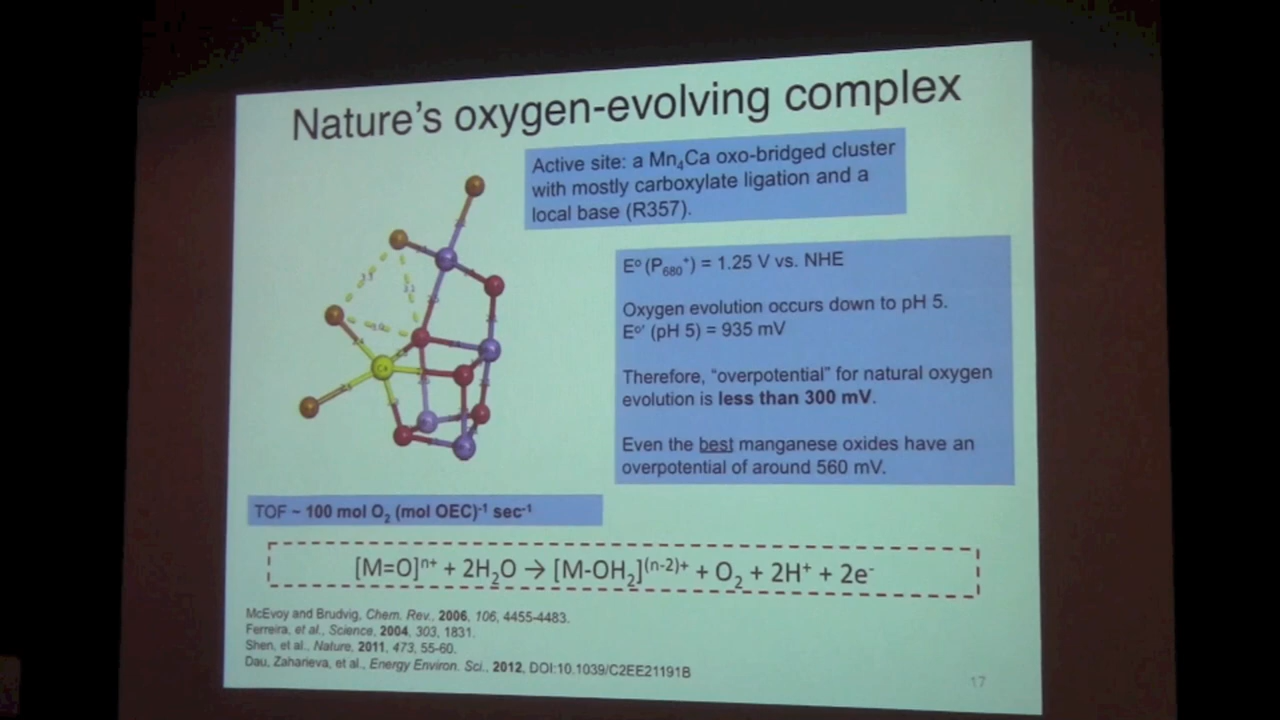 Nature's oxygen-evolving complex
Active site: a Mn₄Ca oxo-bridged cluster
with mostly carboxylate ligation and a
local base (R357).
Eº (P₆₈₀⁺) = 1.25 V vs. NHE
Oxygen evolution occurs down to pH 5.
Eº' (pH 5) = 935 mV
Therefore, "overpotential" for natural oxygen
evolution is less than 300 mV.
Even the best manganese oxides have an
overpotential of around 560 mV.
Ca
TOF ~ 100 mol O₂ (mol OEC)⁻¹ sec⁻¹
[M=O]ⁿ⁺ + 2H₂O → [M-OH₂]⁽ⁿ⁻²⁾⁺ + O₂ + 2H⁺ + 2e⁻
McEvoy and Brudvig, Chem. Rev., 2006, 106, 4455-4483.
Ferreira, et al., Science, 2004, 303, 1831.
Shen, et al., Nature, 2011, 473, 55-60.
Dau, Zaharieva, et al., Energy Environ. Sci., 2012, DOI:10.1039/C2EE21191B
17